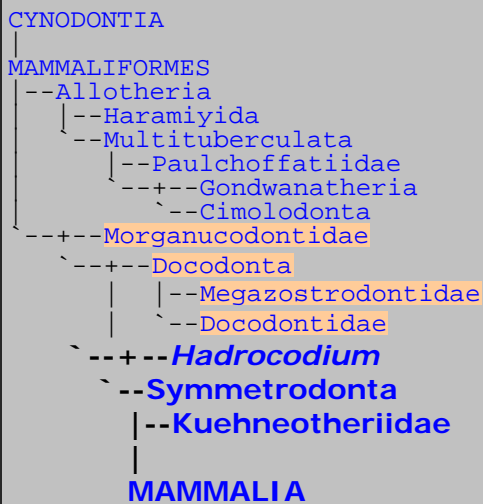 CYNODONTIA
|
MAMMALIFORMES
|--Allotheria
|  |--Haramiyida
|  `--Multituberculata
|     |--Paulchoffatiidae
|     `--+--Gondwanatheria
|        `--Cimolodonta
`--+--Morganucodontidae
   `--+--Docodonta
      |  |--Megazostrodontidae
      |  `--Docodontidae
      `--+--Hadrocodium
         `--Symmetrodonta
            |--Kuehneotheriidae
            |
            MAMMALIA